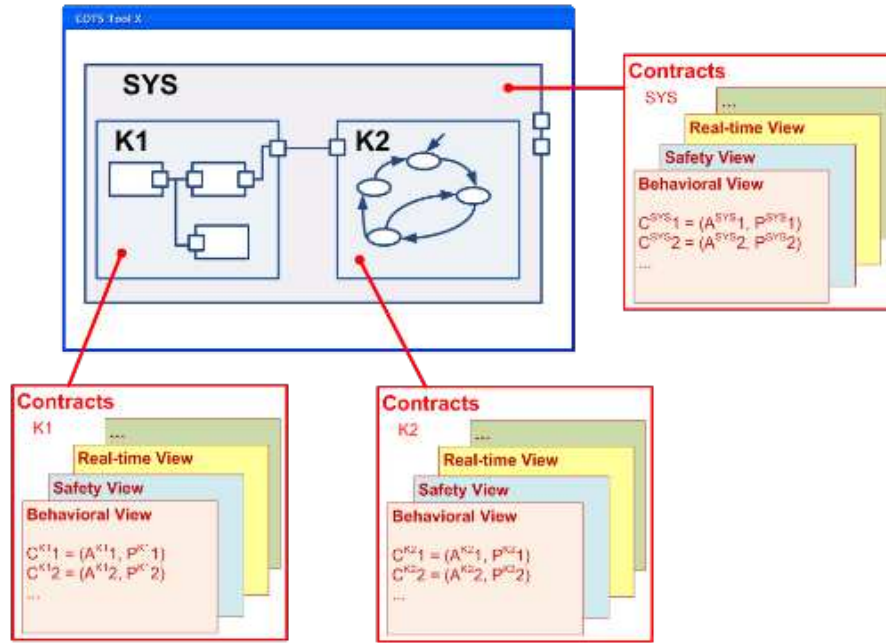 COTS Tool X
SYS
K1
K2
Contracts
SYS
...
Real-time View
Safety View
Behavioral View
C^SYS1 = (A^SYS1, P^SYS1)
C^SYS2 = (A^SYS2, P^SYS2)
...
Contracts
K1
...
Real-time View
Safety View
Behavioral View
C^K11 = (A^K11, P^K11)
C^K12 = (A^K12, P^K12)
...
Contracts
K2
...
Real-time View
Safety View
Behavioral View
C^K21 = (A^K21, P^K21)
C^K22 = (A^K22, P^K22)
...